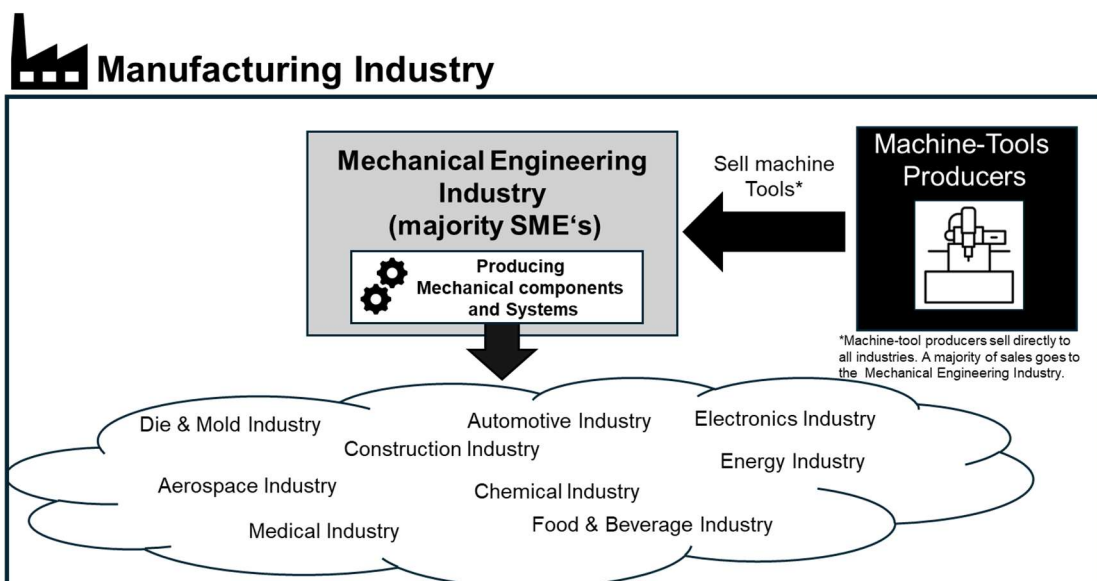 Manufacturing Industry
Mechanical Engineering
Industry
(majority SME‘s)
Producing
Mechanical components
and Systems
Sell machine
Tools*
Machine-Tools
Producers
*Machine-tool producers sell directly to
all industries. A majority of sales goes to
the Mechanical Engineering Industry.
Die & Mold Industry
Automotive Industry
Electronics Industry
Construction Industry
Energy Industry
Aerospace Industry
Chemical Industry
Medical Industry
Food & Beverage Industry